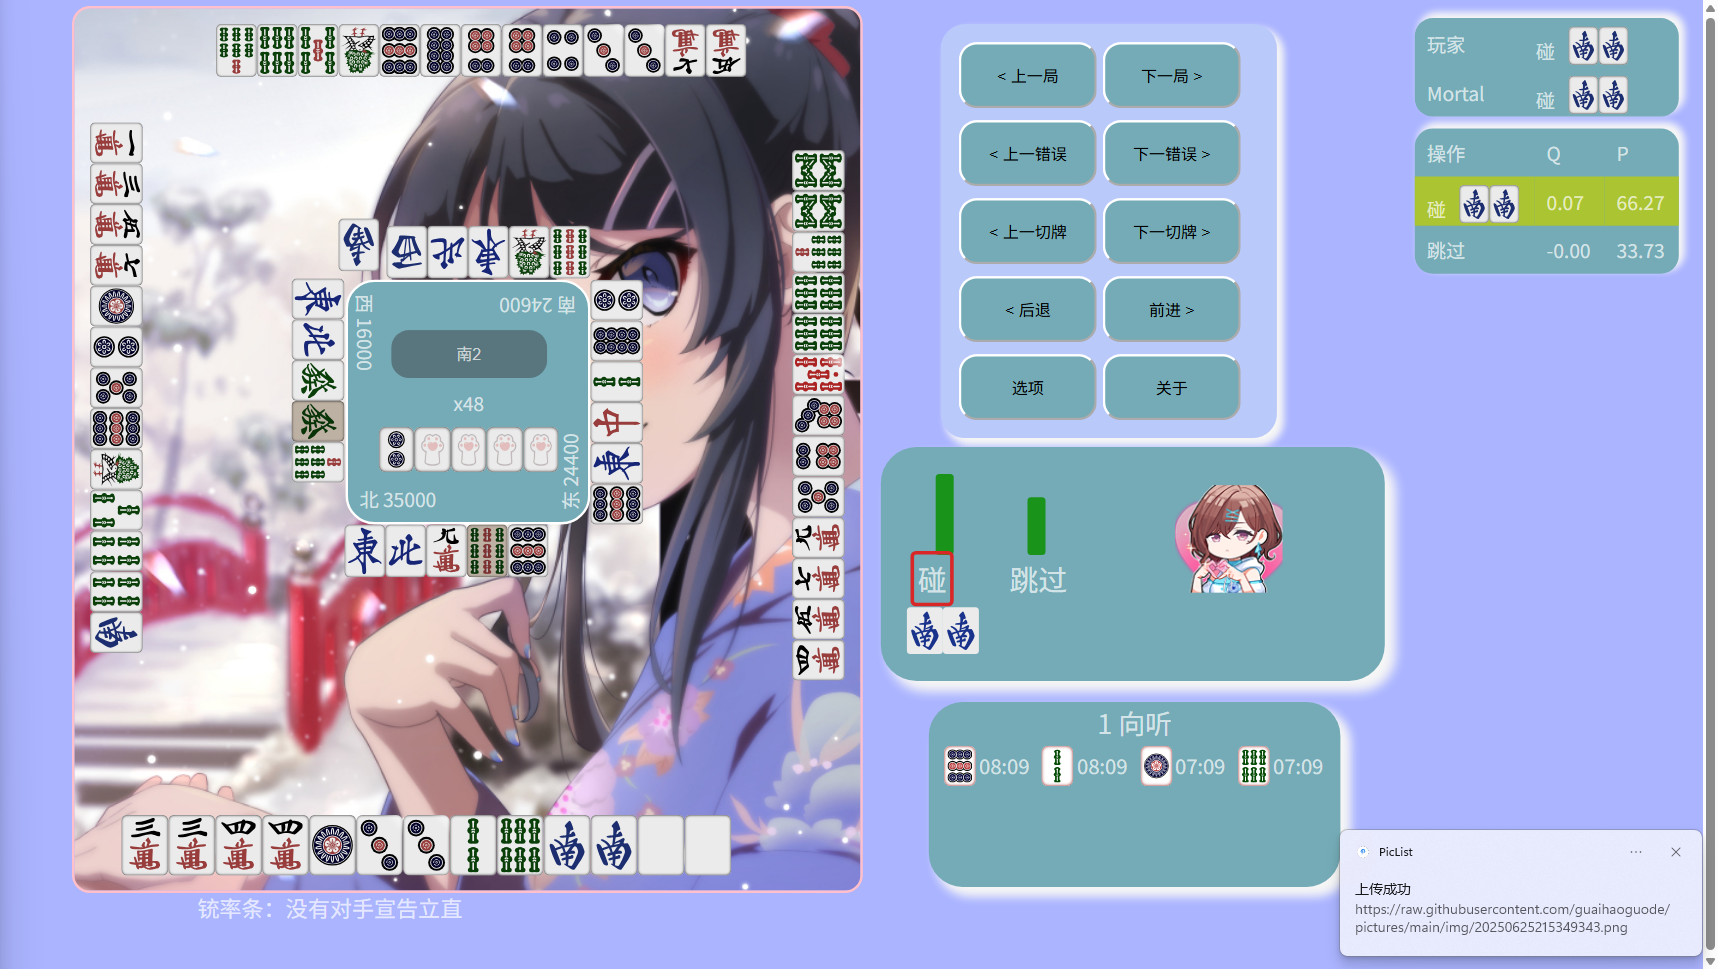 < 上一局
下一局 >
< 上一错误
下一错误 >
< 上一切牌
下一切牌 >
< 后退
前进 >
选项
关于
玩家 碰
Mortal 碰
操作 Q P
碰 0.07 66.27
跳过 -0.00 33.73
南 24600
西 16000
南2
x48
东 24400
北 35000
碰
跳过
1 向听
08:09 08:09 07:09 07:09
铳率条：没有对手宣告立直
PicList
上传成功
https://raw.githubusercontent.com/guaihaoguode/
pictures/main/img/20250625215349343.png